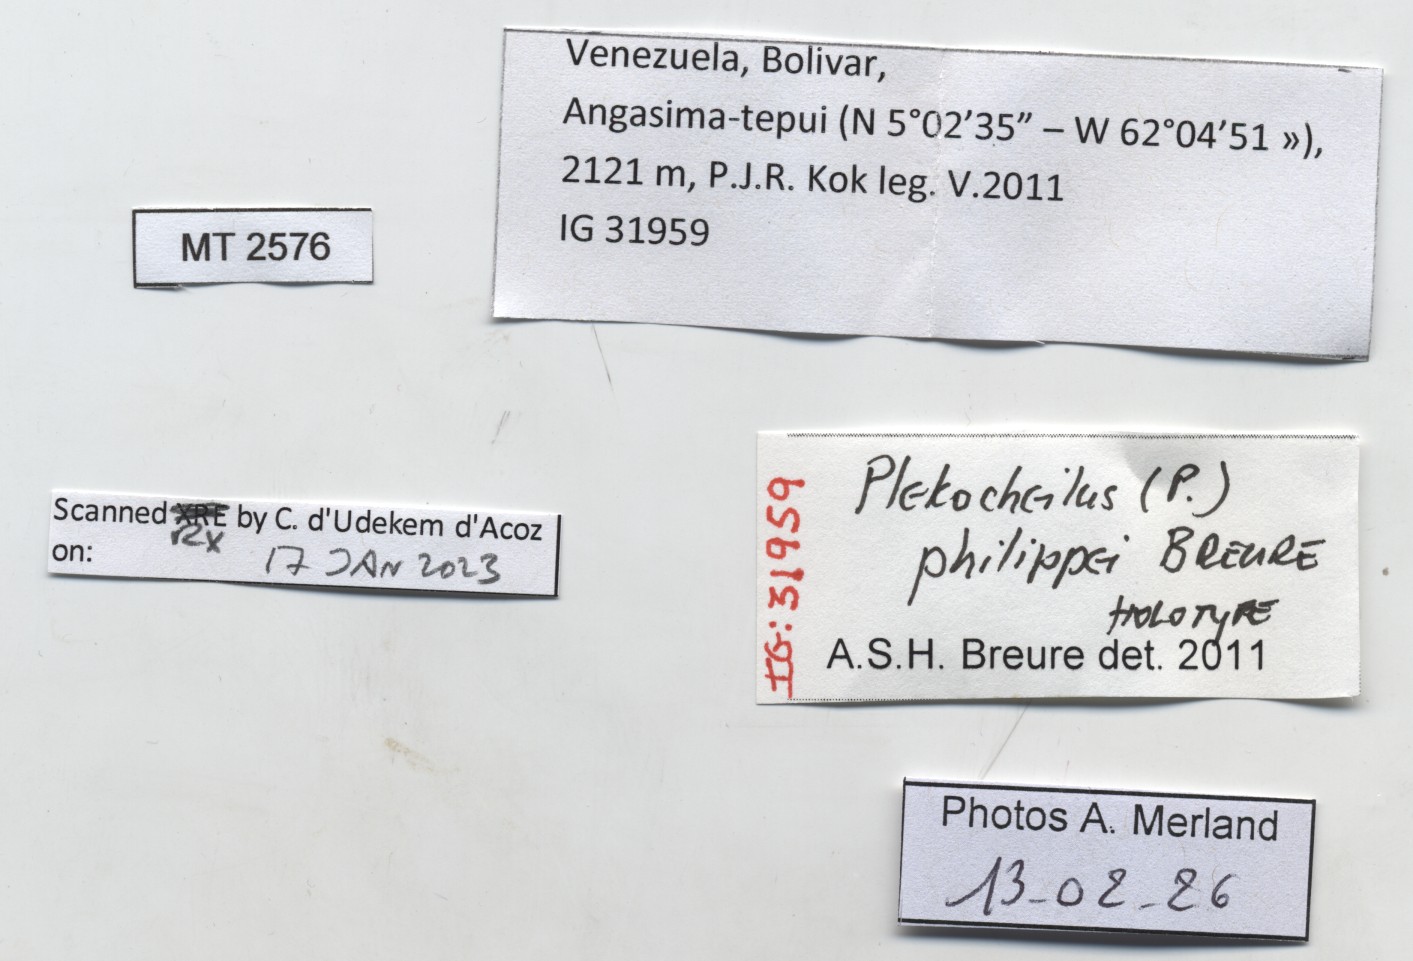 Venezuela, Bolivar,
Angasima-tepui (N 5°02’35” – W 62°04’51 »),
2121 m, P.J.R. Kok leg. V.2011
IG 31959
MT 2576
Scanned XRE by C. d'Udekem d'Acoz
RX
on: 17 JAN 2023
IG: 31959
Plekocheilus (P.)
philippei BREURE
HOLOTYPE
A.S.H. Breure det. 2011
Photos A. Merland
13-02-26